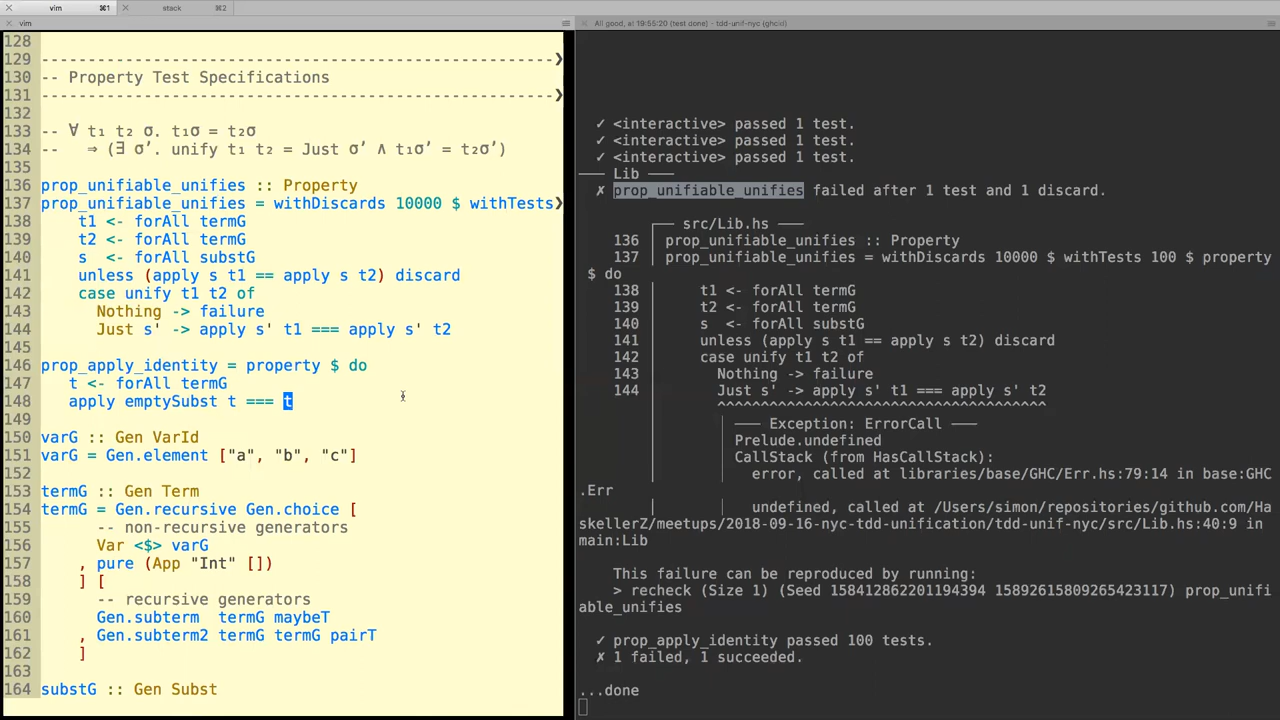 vim ⌘1 stack ⌘2
vim
All good, at 19:55:20 (test done) - tdd-unif-nyc (ghcid)
128
129 ------------------------------------------------------->
130 -- Property Test Specifications
131 ------------------------------------------------------->
132
133 -- ∀ t₁ t₂ σ. t₁σ = t₂σ
134 --   ⇒ (∃ σ’. unify t₁ t₂ = Just σ’ ∧ t₁σ’ = t₂σ’)
135
136 prop_unifiable_unifies :: Property
137 prop_unifiable_unifies = withDiscards 10000 $ withTests>
138     t1 <- forAll termG
139     t2 <- forAll termG
140     s  <- forAll substG
141     unless (apply s t1 == apply s t2) discard
142     case unify t1 t2 of
143       Nothing -> failure
144       Just s' -> apply s' t1 === apply s' t2
145
146 prop_apply_identity = property $ do
147    t <- forAll termG
148    apply emptySubst t === t
149
150 varG :: Gen VarId
151 varG = Gen.element ["a", "b", "c"]
152
153 termG :: Gen Term
154 termG = Gen.recursive Gen.choice [
155       -- non-recursive generators
156       Var <$> varG
157     , pure (App "Int" [])
158     ] [
159       -- recursive generators
160       Gen.subterm  termG maybeT
161     , Gen.subterm2 termG termG pairT
162     ]
163
164 substG :: Gen Subst
✓ <interactive> passed 1 test.
✓ <interactive> passed 1 test.
✓ <interactive> passed 1 test.
━━━ Lib ━━━
✗ prop_unifiable_unifies failed after 1 test and 1 discard.
┏━━ src/Lib.hs ━━━
136 ┃ prop_unifiable_unifies :: Property
137 ┃ prop_unifiable_unifies = withDiscards 10000 $ withTests 100 $ property
$ do
138 ┃     t1 <- forAll termG
139 ┃     t2 <- forAll termG
140 ┃     s  <- forAll substG
141 ┃     unless (apply s t1 == apply s t2) discard
142 ┃     case unify t1 t2 of
143 ┃       Nothing -> failure
144 ┃       Just s' -> apply s' t1 === apply s' t2
┃       ^^^^^^^^^^^^^^^^^^^^^^^^^^^^^^^^^^^^^^
┃       │ ━━━ Exception: ErrorCall ━━━
┃       │ Prelude.undefined
┃       │ CallStack (from HasCallStack):
┃       │   error, called at libraries/base/GHC/Err.hs:79:14 in base:GHC
.Err
┃       │   undefined, called at /Users/simon/repositories/github.com/Ha
skellerZ/meetups/2018-09-16-nyc-tdd-unification/tdd-unif-nyc/src/Lib.hs:40:9 in
main:Lib
This failure can be reproduced by running:
> recheck (Size 1) (Seed 158412862201194394 15892615809265423117) prop_unifi
able_unifies
✓ prop_apply_identity passed 100 tests.
✗ 1 failed, 1 succeeded.
...done